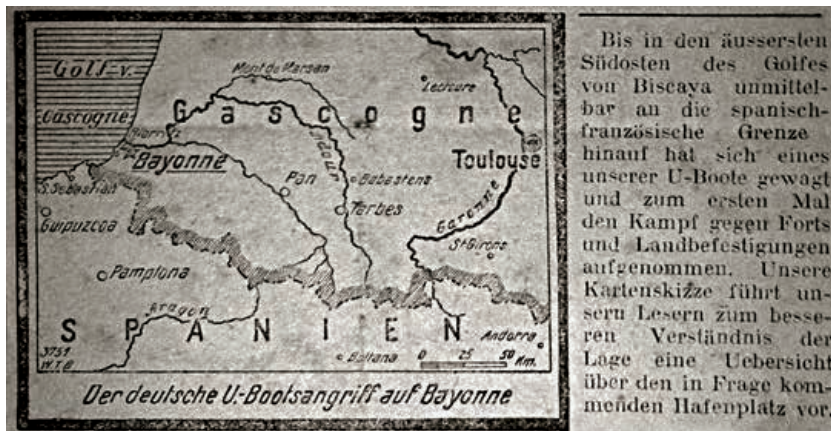 Golf v.
Gascogne
Mont de Marsan
Lectoure
Gascogne
Biarritz
Bayonne
Adour
Toulouse
Pau
Rabastens
Tarbes
Garonne
S. Sebastian
Guipuzcoa
St Girons
Pamplona
Aragon
SPANIEN
Andorra
Boltana
0 25 50 Km.
3751
W.T.B.
Der deutsche U.-Bootsangriff auf Bayonne
Bis in den äussersten
Südosten des Golfes
von Biscaya unmittel-
bar an die spanisch-
französische Grenze
hinauf hat sich eines
unserer U-Boote gewagt
und zum ersten Mal
den Kampf gegen Forts
und Landbefestigungen
aufgenommen. Unsere
Kartenskizze führt un-
sern Lesern zum besse-
ren Verständnis der
Lage eine Uebersicht
über den in Frage kom-
menden Hafenplatz vor.